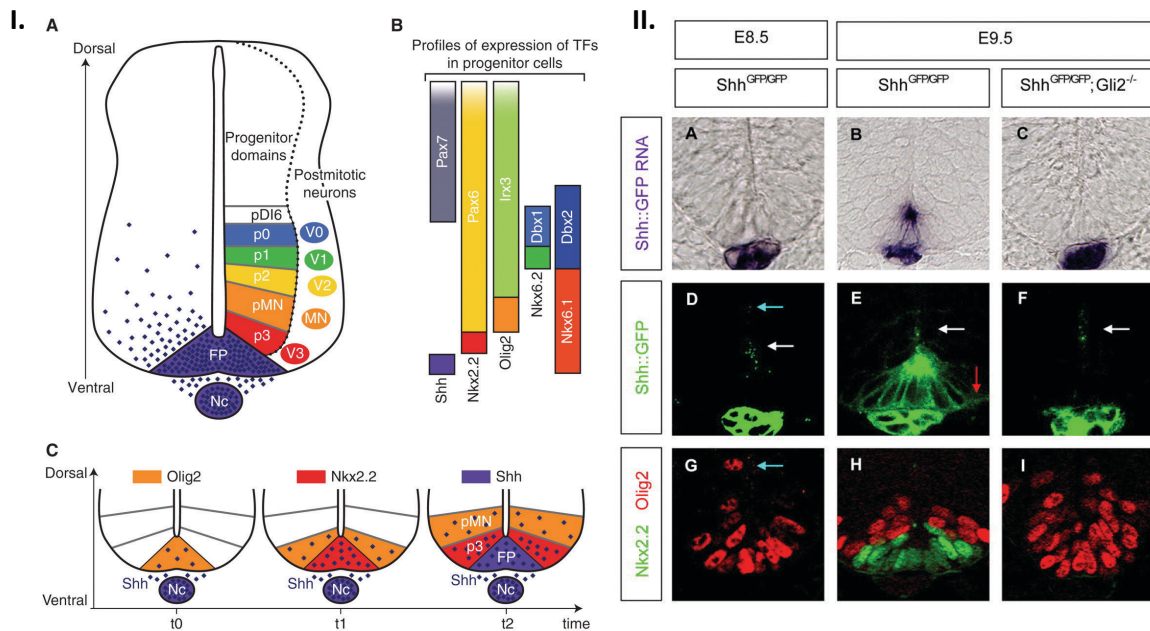 I.
A
Dorsal
Ventral
Progenitor
domains
Postmitotic
neurons
pDI6
p0
p1
p2
pMN
p3
FP
Nc
V0
V1
V2
MN
V3
B
Profiles of expression of TFs
in progenitor cells
Pax7
Pax6
Irx3
Dbx1
Dbx2
Nkx6.2
Nkx6.1
Shh
Nkx2.2
Olig2
C
Dorsal
Ventral
Olig2
Nkx2.2
Shh
Shh
Nc
Shh
Nc
pMN
p3
FP
Shh
Nc
t0
t1
t2
time
II.
E8.5
E9.5
Shh^GFP/GFP
Shh^GFP/GFP
Shh^GFP/GFP;Gli2^-/-
Shh::GFP RNA
A
B
C
Shh::GFP
D
E
F
Nkx2.2 Olig2
G
H
I